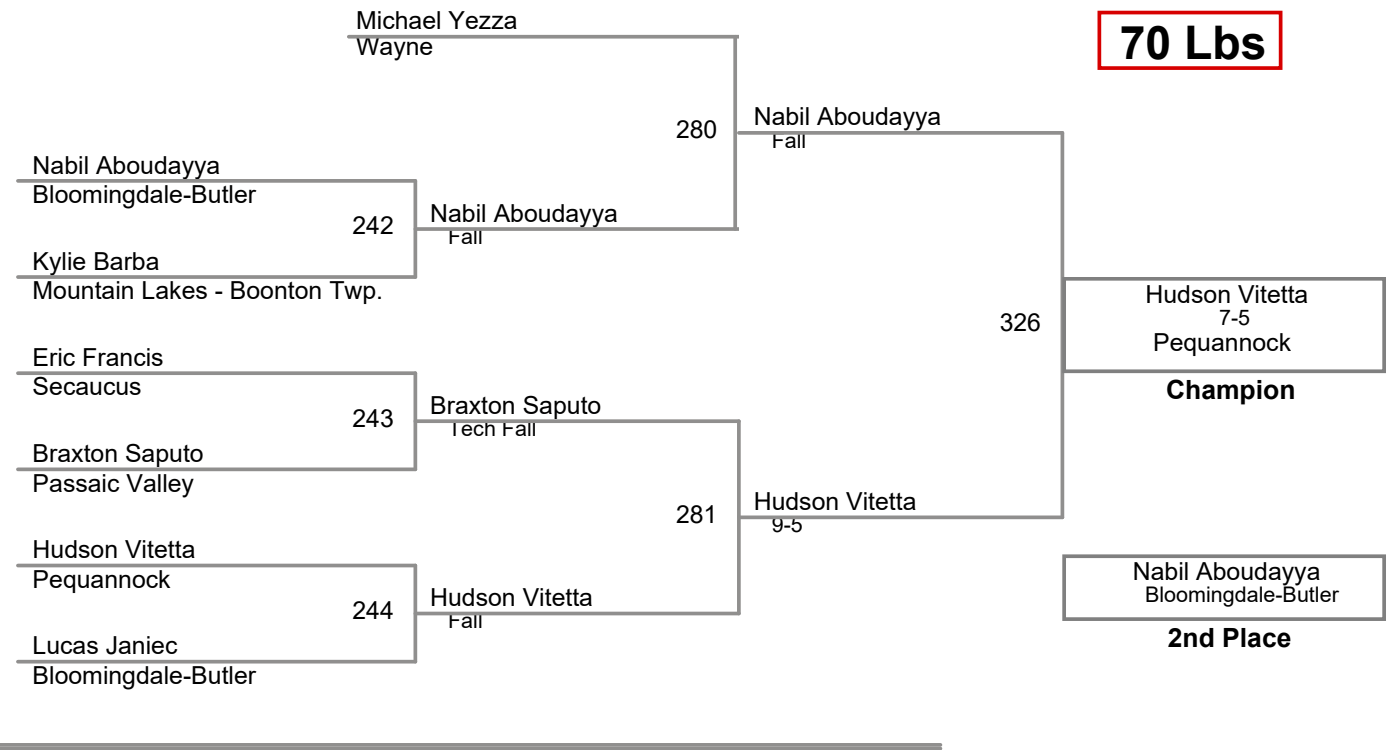 Michael Yezza
Wayne
70 Lbs
280
Nabil Aboudayya
Fall
Nabil Aboudayya
Bloomingdale-Butler
242
Nabil Aboudayya
Fall
Kylie Barba
Mountain Lakes - Boonton Twp.
326
Hudson Vitetta
7-5
Pequannock
Champion
Eric Francis
Secaucus
243
Braxton Saputo
Tech Fall
Braxton Saputo
Passaic Valley
281
Hudson Vitetta
9-5
Hudson Vitetta
Pequannock
244
Hudson Vitetta
Fall
Lucas Janiec
Bloomingdale-Butler
Nabil Aboudayya
Bloomingdale-Butler
2nd Place